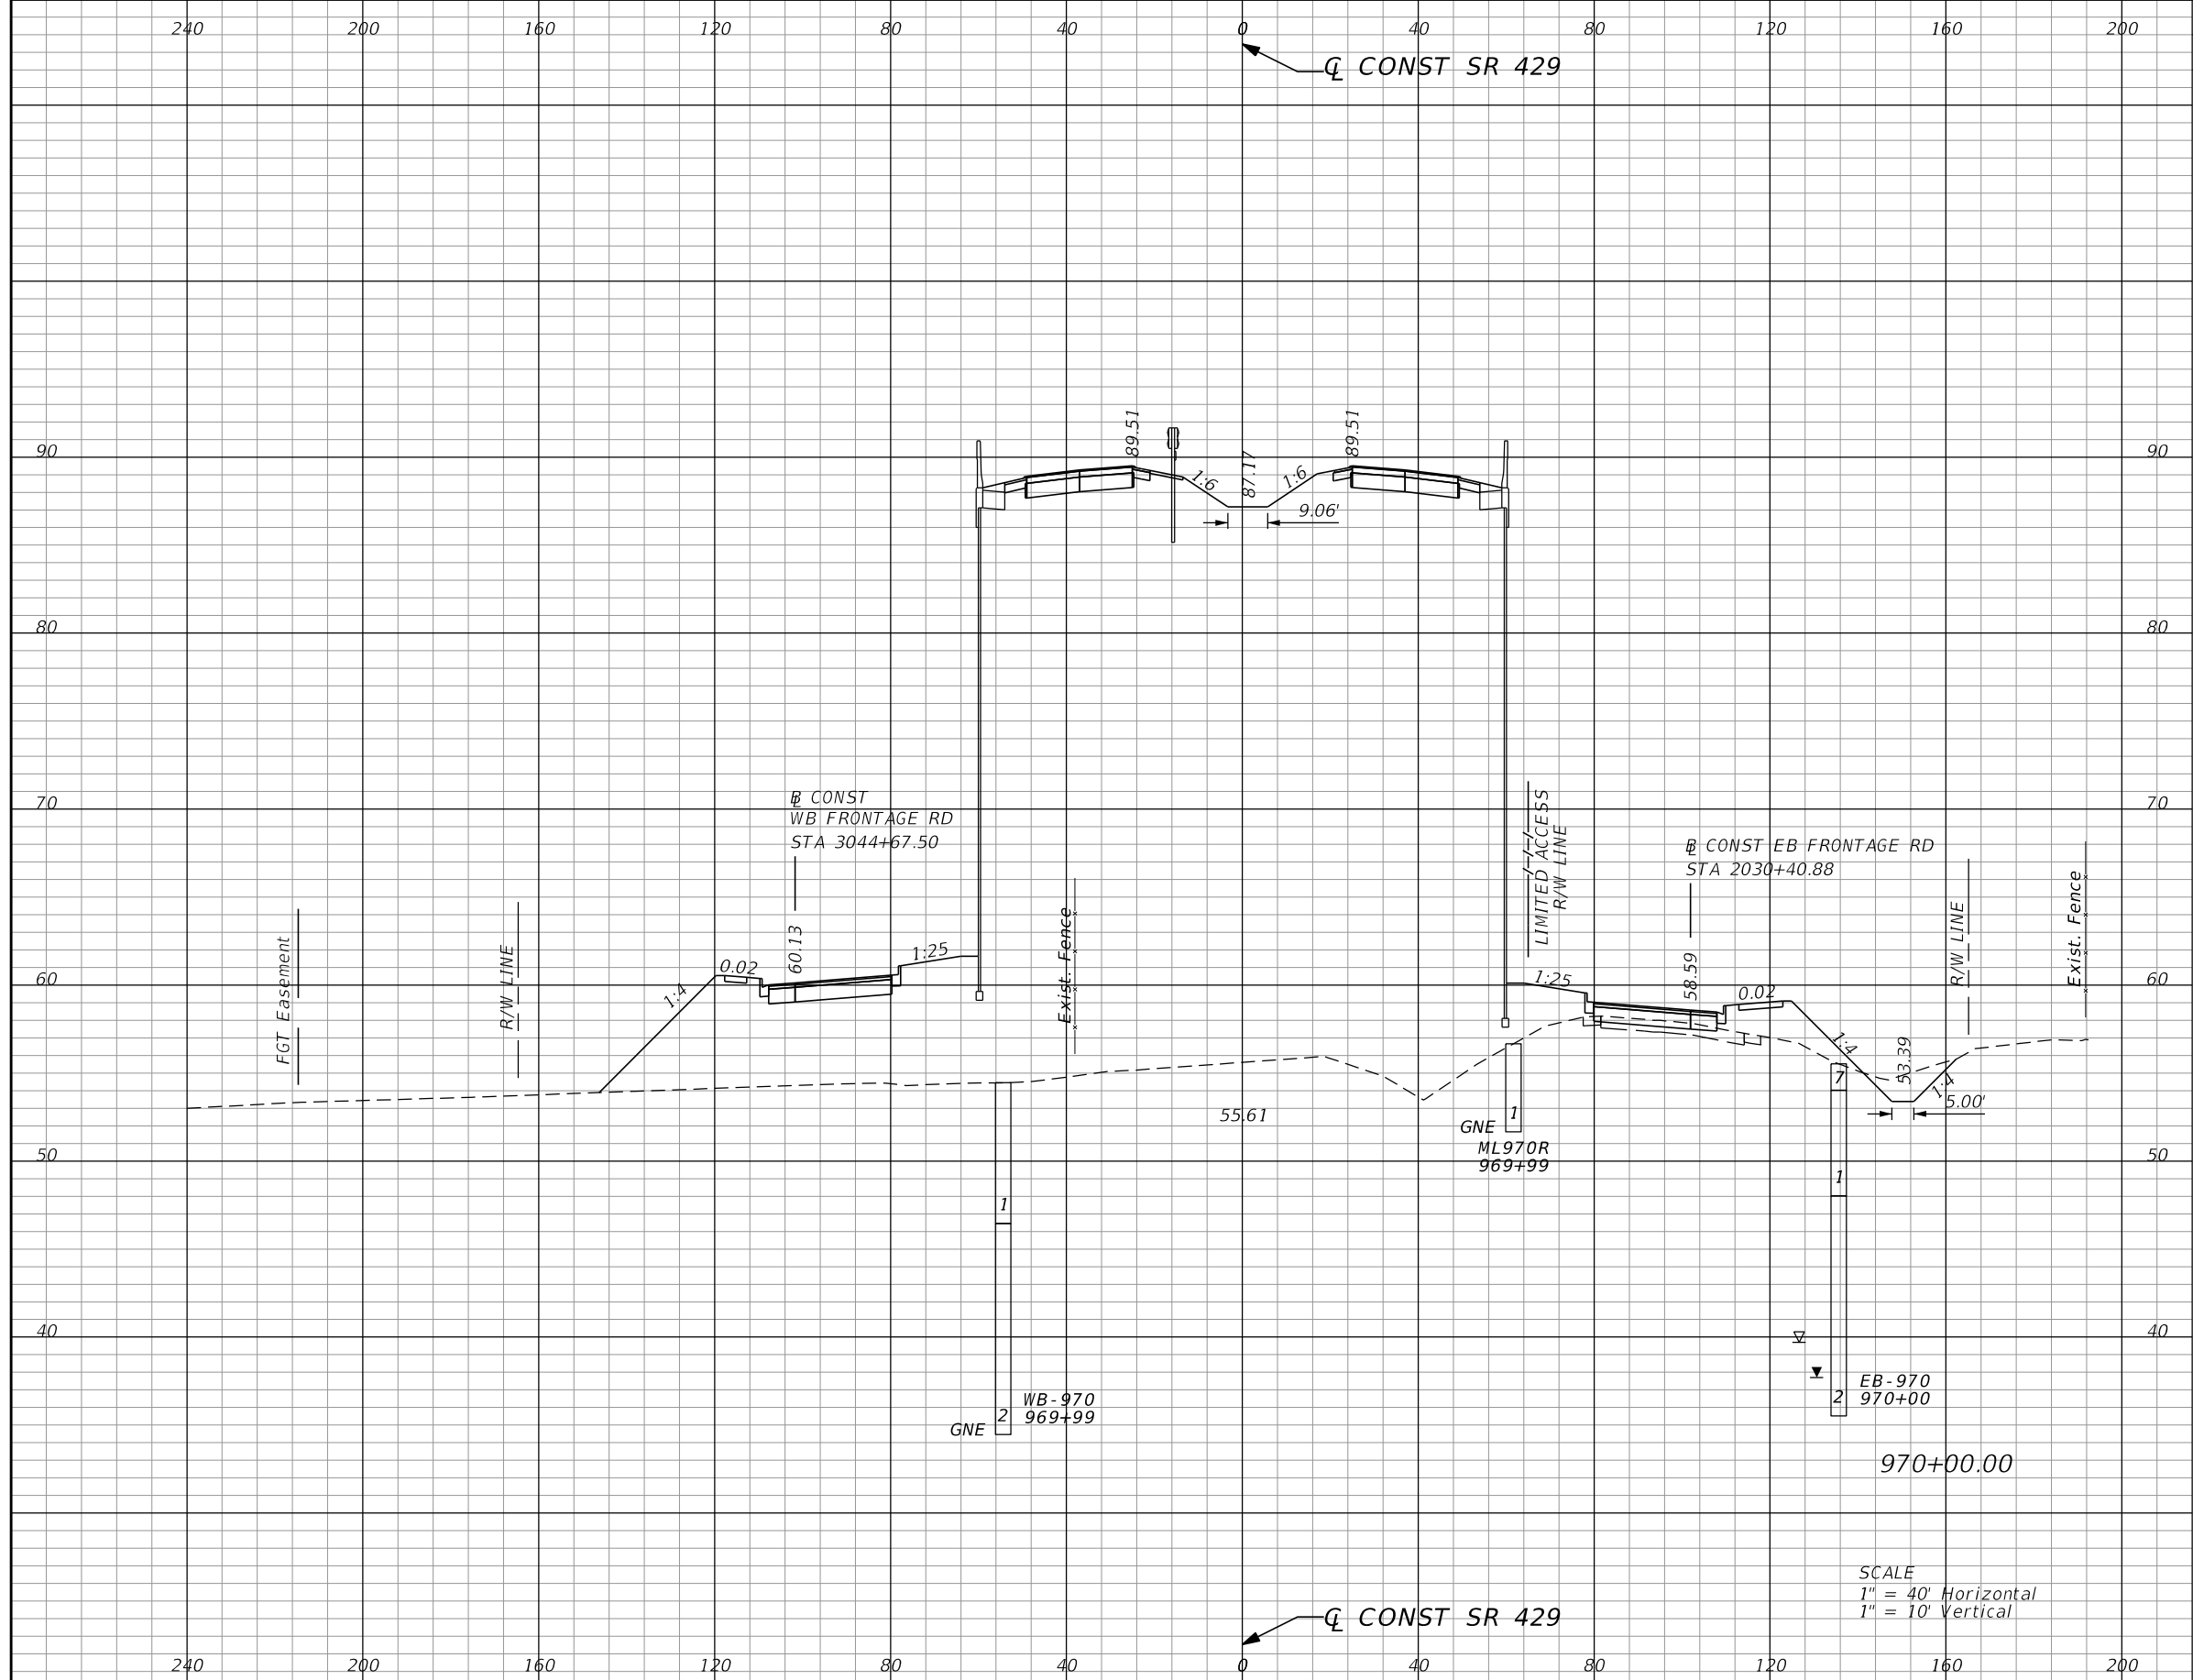 240 200 160 120 80 40 0 40 80 120 160 200
℄ CONST SR 429
89.51
89.51
87.17
90
90
1:6
1:6
9.06'
80
80
70
70
B̲L CONST
WB FRONTAGE RD
STA 3044+67.50
LIMITED ACCESS
R/W LINE
B̲L CONST EB FRONTAGE RD
STA 2030+40.88
FGT Easement
R/W LINE
60.13
Exist. Fence
58.59
R/W LINE
Exist. Fence
60
60
1:4
0.02
1:25
1:25
0.02
1:4
53.39
1:4
5.00'
7
55.61
1
GNE
ML970R
969+99
50
50
1
1
40
40
WB-970
969+99
2
GNE
EB-970
970+00
2
970+00.00
SCALE
1" = 40' Horizontal
1" = 10' Vertical
℄ CONST SR 429
240 200 160 120 80 40 0 40 80 120 160 200